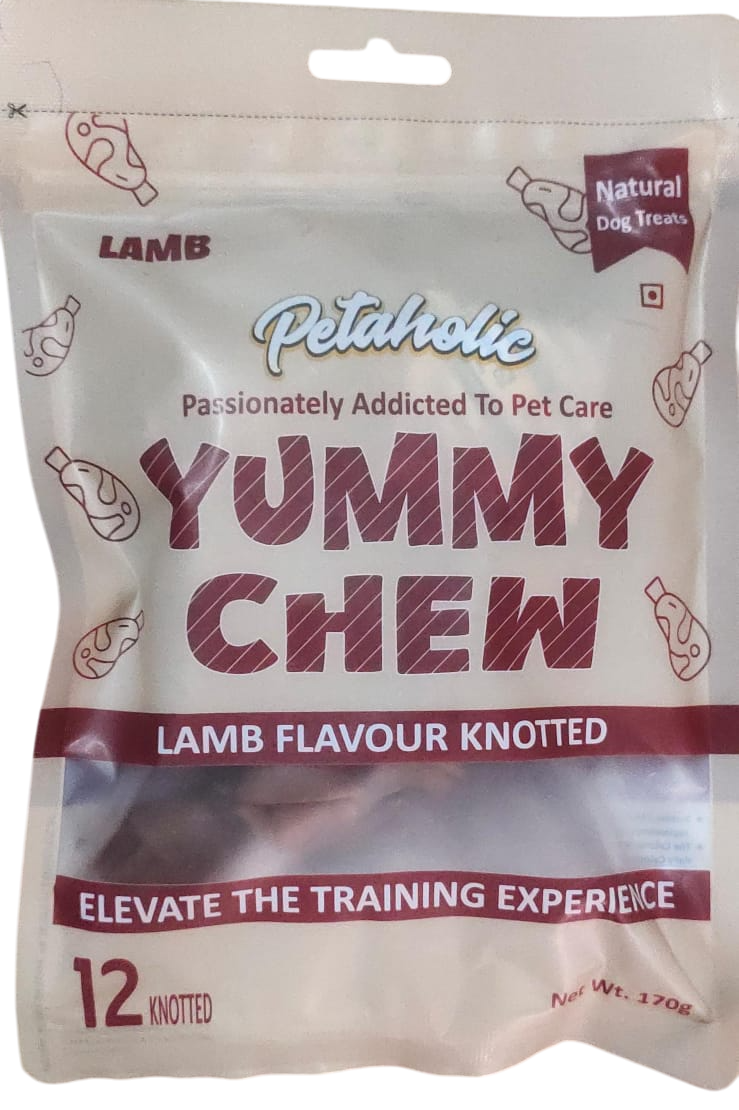 Natural
Dog Treats
LAMB
Petaholic
Passionately Addicted To Pet Care
YUMMY
CHEW
LAMB FLAVOUR KNOTTED
ELEVATE THE TRAINING EXPERIENCE
12 KNOTTED
Net Wt. 170g